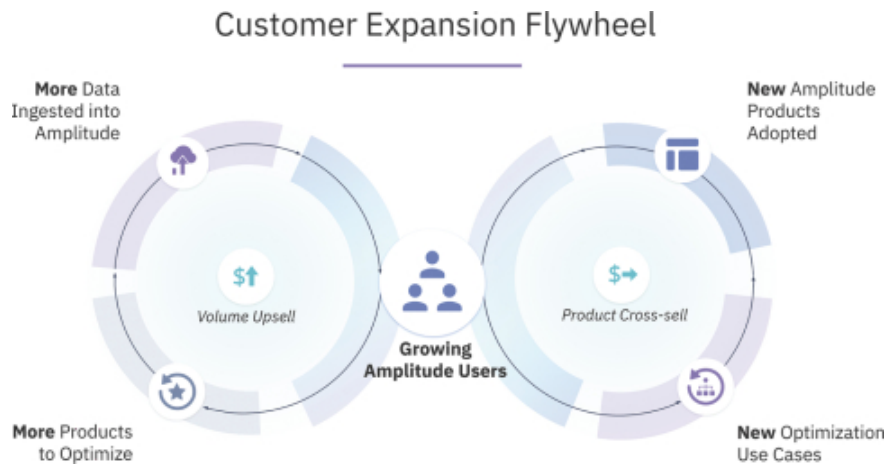 Customer Expansion Flywheel
More Data
Ingested into
Amplitude
New Amplitude
Products
Adopted
$
Volume Upsell
$
Product Cross-sell
Growing
Amplitude Users
More Products
to Optimize
New Optimization
Use Cases